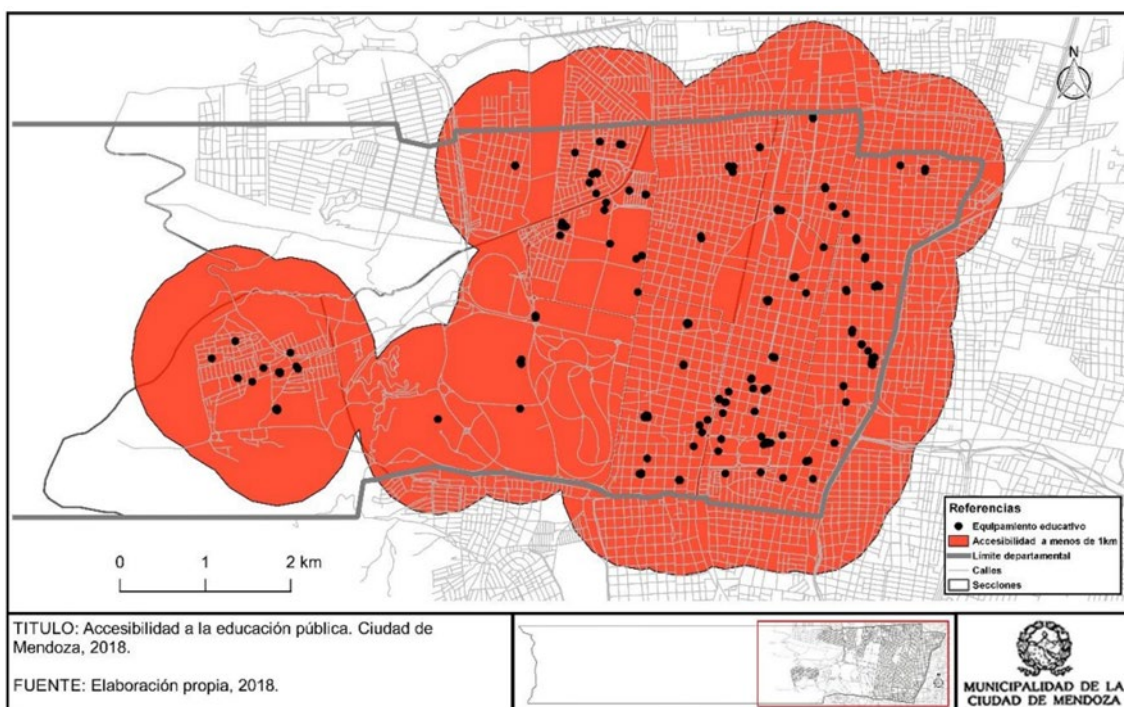 N
0 1 2 km
Referencias
Equipamiento educativo
Accesibilidad a menos de 1km
Límite departamental
Calles
Secciones
TITULO: Accesibilidad a la educación pública. Ciudad de
Mendoza, 2018.
FUENTE: Elaboración propia, 2018.
MUNICIPALIDAD DE LA
CIUDAD DE MENDOZA